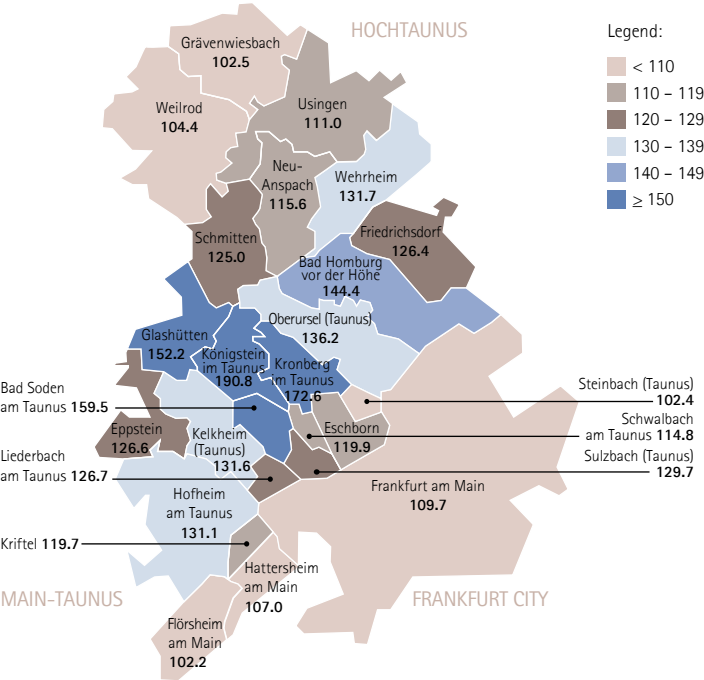 HOCHTAUNUS
Legend:
< 110
110 – 119
120 – 129
130 – 139
140 – 149
≥ 150
Grävenwiesbach
102.5
Weilrod
104.4
Usingen
111.0
Neu-
Anspach
115.6
Wehrheim
131.7
Schmitten
125.0
Friedrichsdorf
126.4
Bad Homburg
vor der Höhe
144.4
Oberursel (Taunus)
136.2
Glashütten
152.2
Königstein
im Taunus
190.8
Kronberg
im Taunus
172.6
Bad Soden
am Taunus 159.5
Steinbach (Taunus)
102.4
Schwalbach
am Taunus 114.8
Sulzbach (Taunus)
129.7
Eppstein
126.6
Kelkheim
(Taunus)
131.6
Eschborn
119.9
Liederbach
am Taunus 126.7
Frankfurt am Main
109.7
Hofheim
am Taunus
131.1
Kriftel 119.7
Hattersheim
am Main
107.0
MAIN-TAUNUS
FRANKFURT CITY
Flörsheim
am Main
102.2